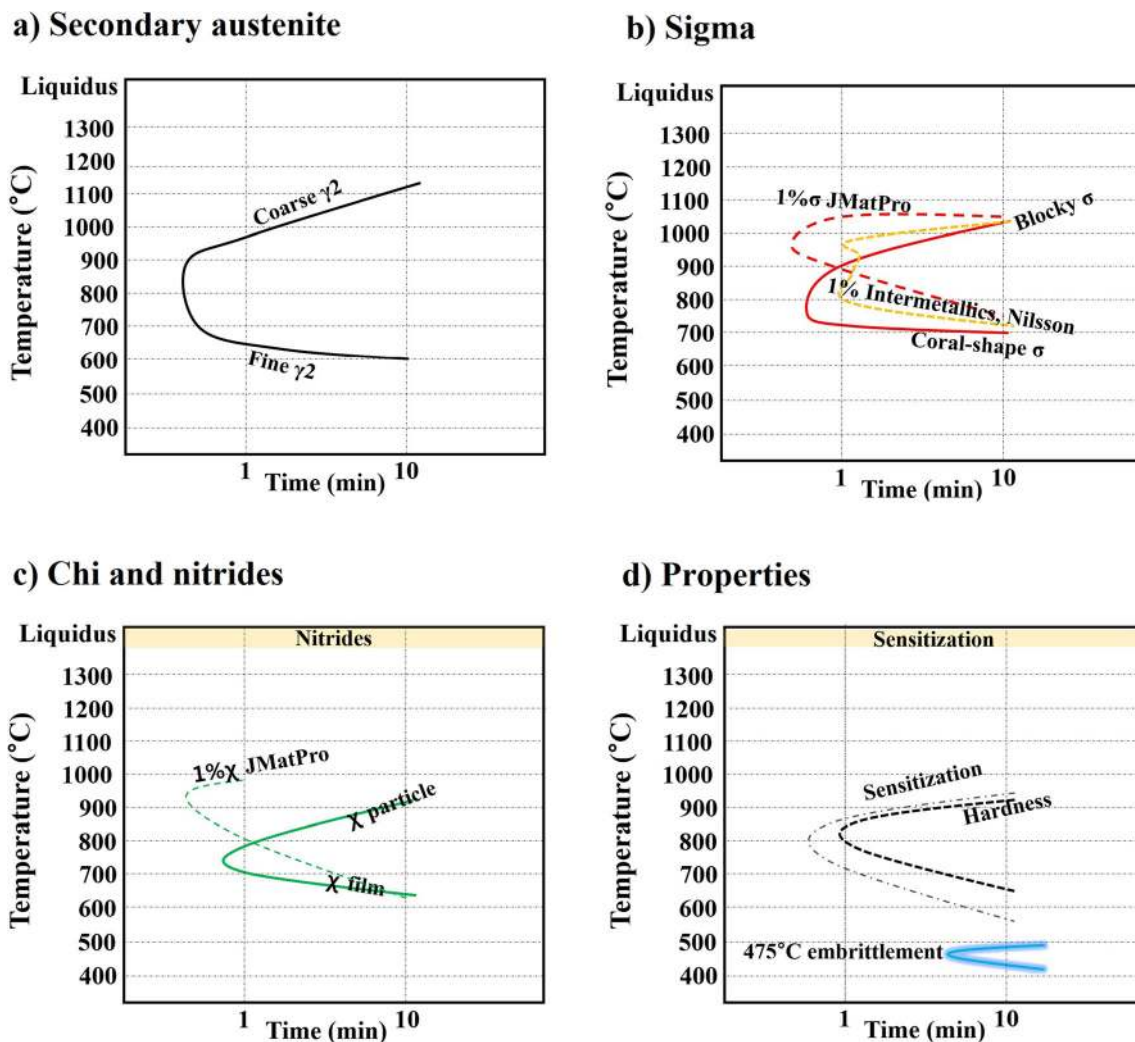 a) Secondary austenite
Liquidus
1300
1200
1100
1000
900
800
700
600
500
400
Temperature (°C)
Coarse γ2
Fine γ2
1
10
Time (min)
b) Sigma
Liquidus
1300
1200
1100
1000
900
800
700
600
500
400
Temperature (°C)
1%σ JMatPro
Blocky σ
1% Intermetallics, Nilsson
Coral-shape σ
1
10
Time (min)
c) Chi and nitrides
Liquidus
Nitrides
1300
1200
1100
1000
900
800
700
600
500
400
Temperature (°C)
1%χ JMatPro
χ particle
χ film
1
10
Time (min)
d) Properties
Liquidus
Sensitization
1300
1200
1100
1000
900
800
700
600
500
400
Temperature (°C)
Sensitization
Hardness
475°C embrittlement
1
10
Time (min)